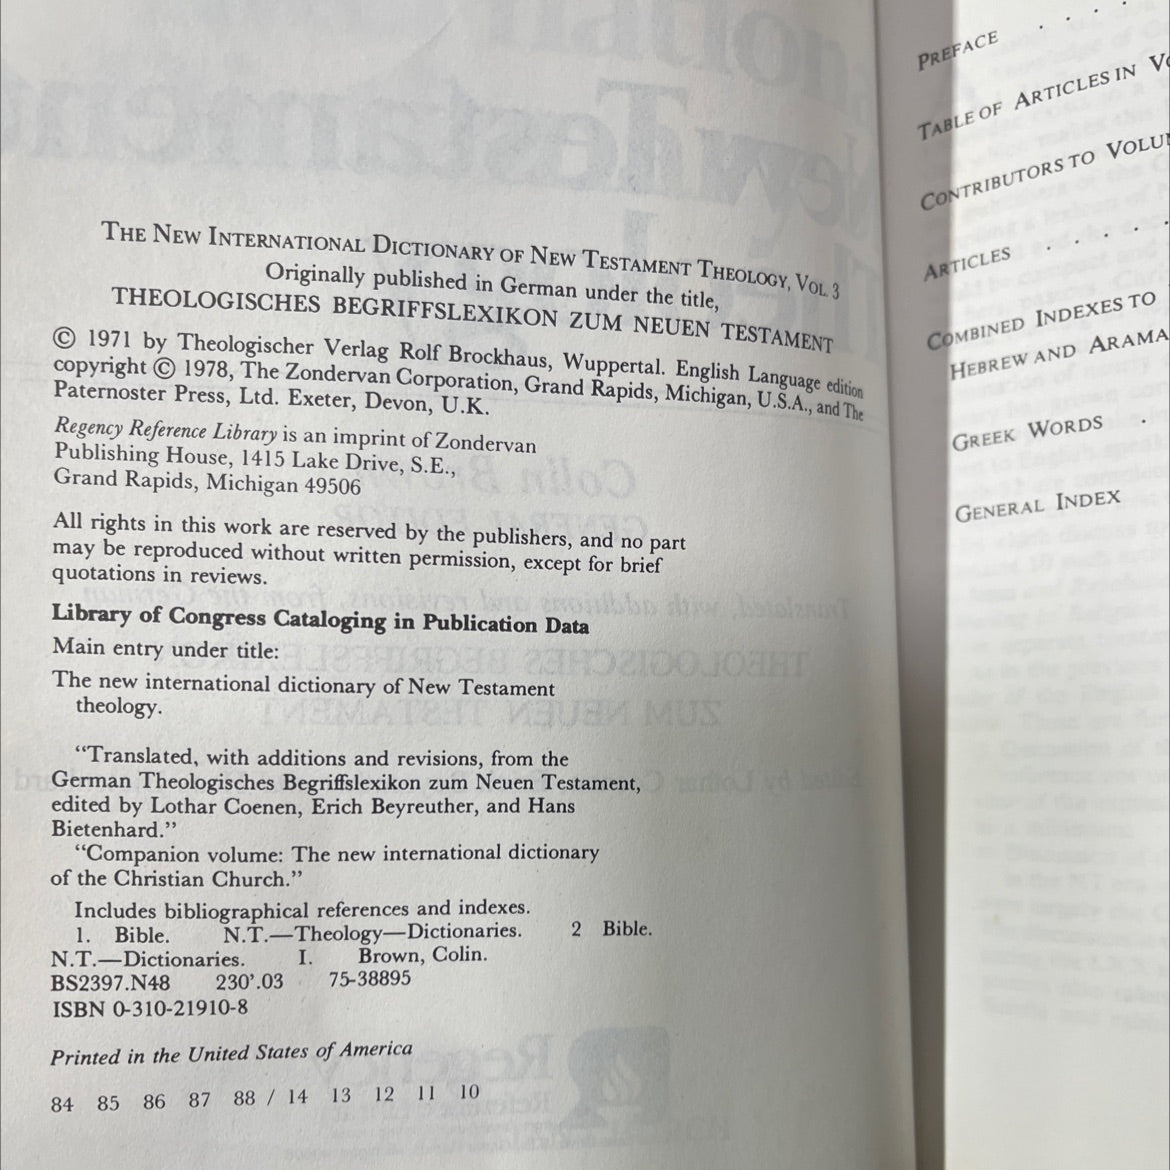 THE NEW INTERNATIONAL DICTIONARY OF NEW TESTAMENT THEOLOGY, VOL 3
Originally published in German under the title,
THEOLOGISCHES BEGRIFFSLEXIKON ZUM NEUEN TESTAMENT
© 1971 by Theologischer Verlag Rolf Brockhaus, Wuppertal. English Language edition
copyright © 1978, The Zondervan Corporation, Grand Rapids, Michigan, U.S.A., and The
Paternoster Press, Ltd. Exeter, Devon, U.K.
Regency Reference Library is an imprint of Zondervan
Publishing House, 1415 Lake Drive, S.E.,
Grand Rapids, Michigan 49506
All rights in this work are reserved by the publishers, and no part
may be reproduced without written permission, except for brief
quotations in reviews.
Library of Congress Cataloging in Publication Data
Main entry under title:
The new international dictionary of New Testament
theology.
“Translated, with additions and revisions, from the
German Theologisches Begriffslexikon zum Neuen Testament,
edited by Lothar Coenen, Erich Beyreuther, and Hans
Bietenhard.”
“Companion volume: The new international dictionary
of the Christian Church.”
Includes bibliographical references and indexes.
1. Bible. N.T.—Theology—Dictionaries. 2 Bible.
N.T.—Dictionaries. I. Brown, Colin.
BS2397.N48 230'.03 75-38895
ISBN 0-310-21910-8
Printed in the United States of America
84 85 86 87 88 / 14 13 12 11 10
PREFACE . . . .
TABLE OF ARTICLES IN
CONTRIBUTORS TO
ARTICLES . . . . .
COMBINED INDEXES TO
HEBREW AND
GREEK WORDS .
GENERAL INDEX